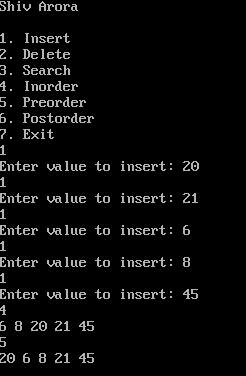 Shiv Arora
1. Insert
2. Delete
3. Search
4. Inorder
5. Preorder
6. Postorder
7. Exit
1
Enter value to insert: 20
1
Enter value to insert: 21
1
Enter value to insert: 6
1
Enter value to insert: 8
1
Enter value to insert: 45
4
6 8 20 21 45
5
20 6 8 21 45